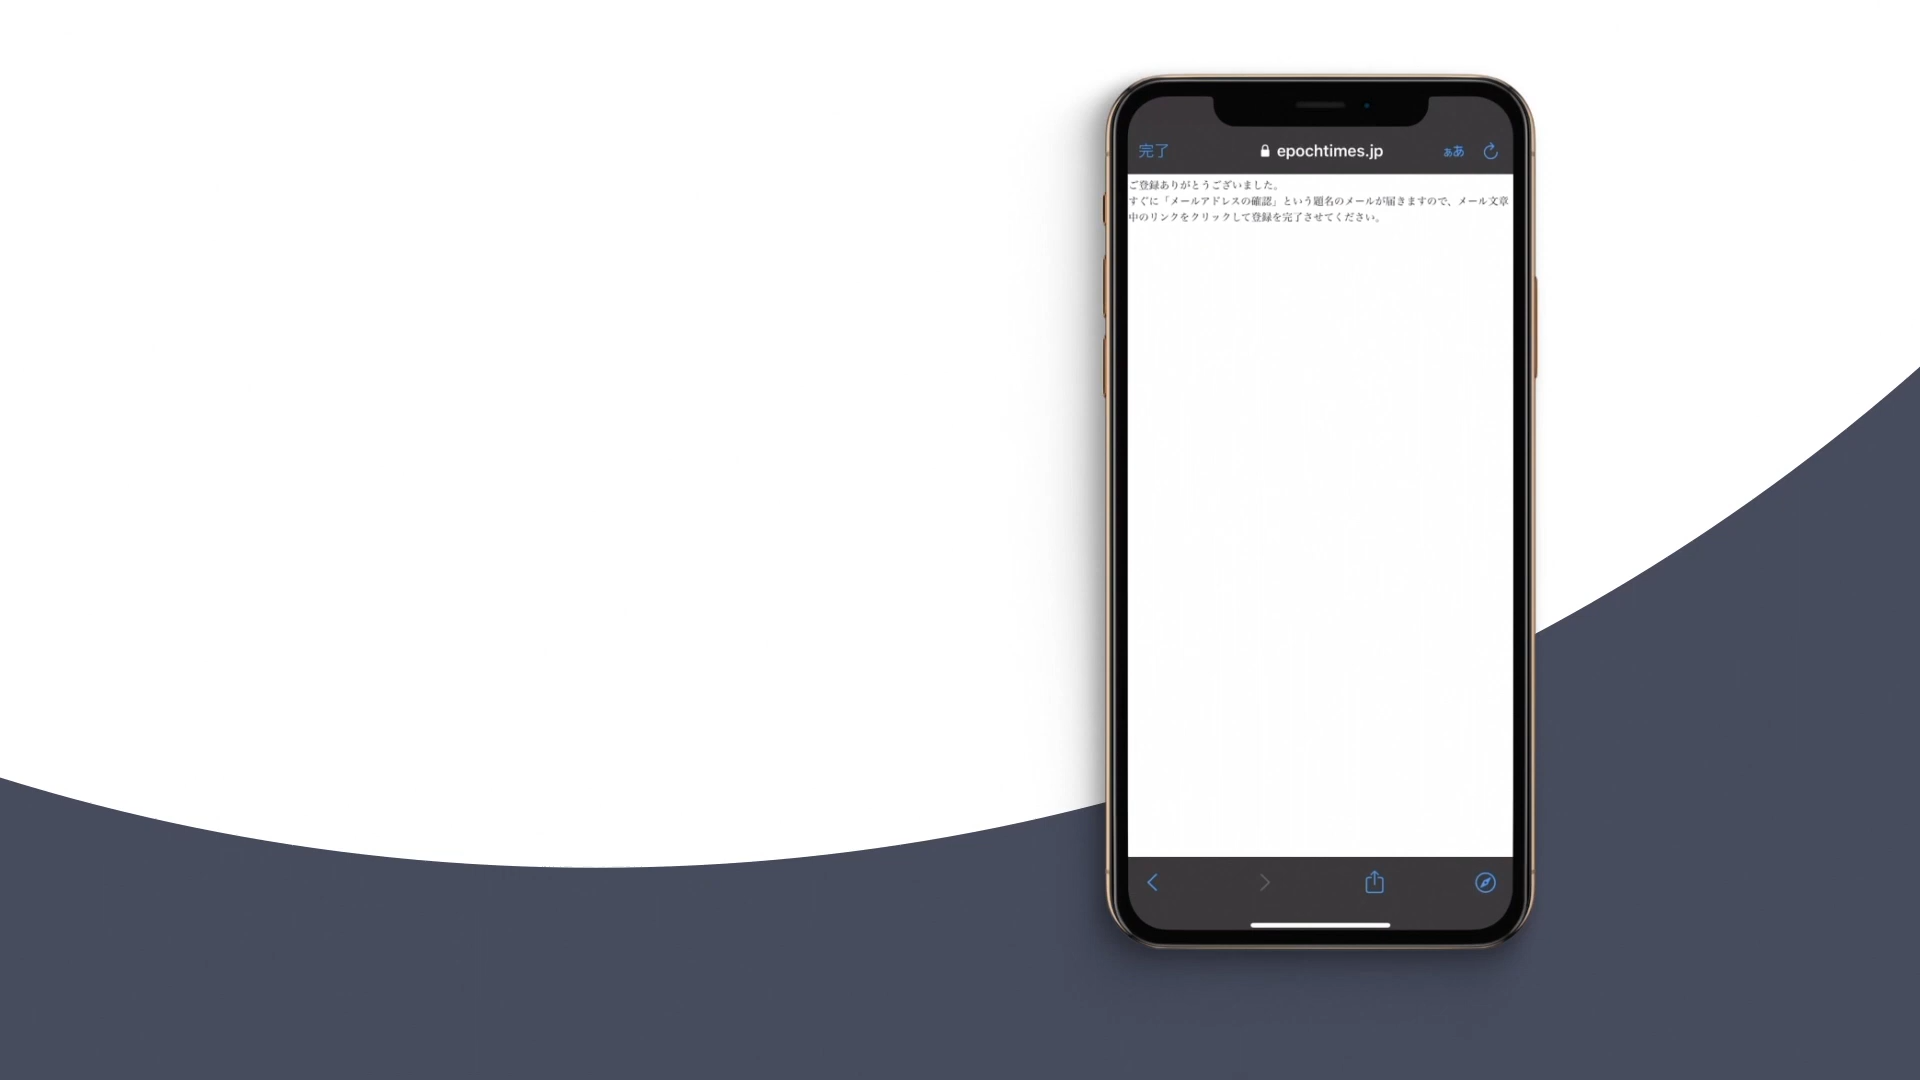 完了
epochtimes.jp
ぁあ
ご登録ありがとうございました。
すぐに「メールアドレスの確認」という題名のメールが届きますので、メール文章
中のリンクをクリックして登録を完了させてください。